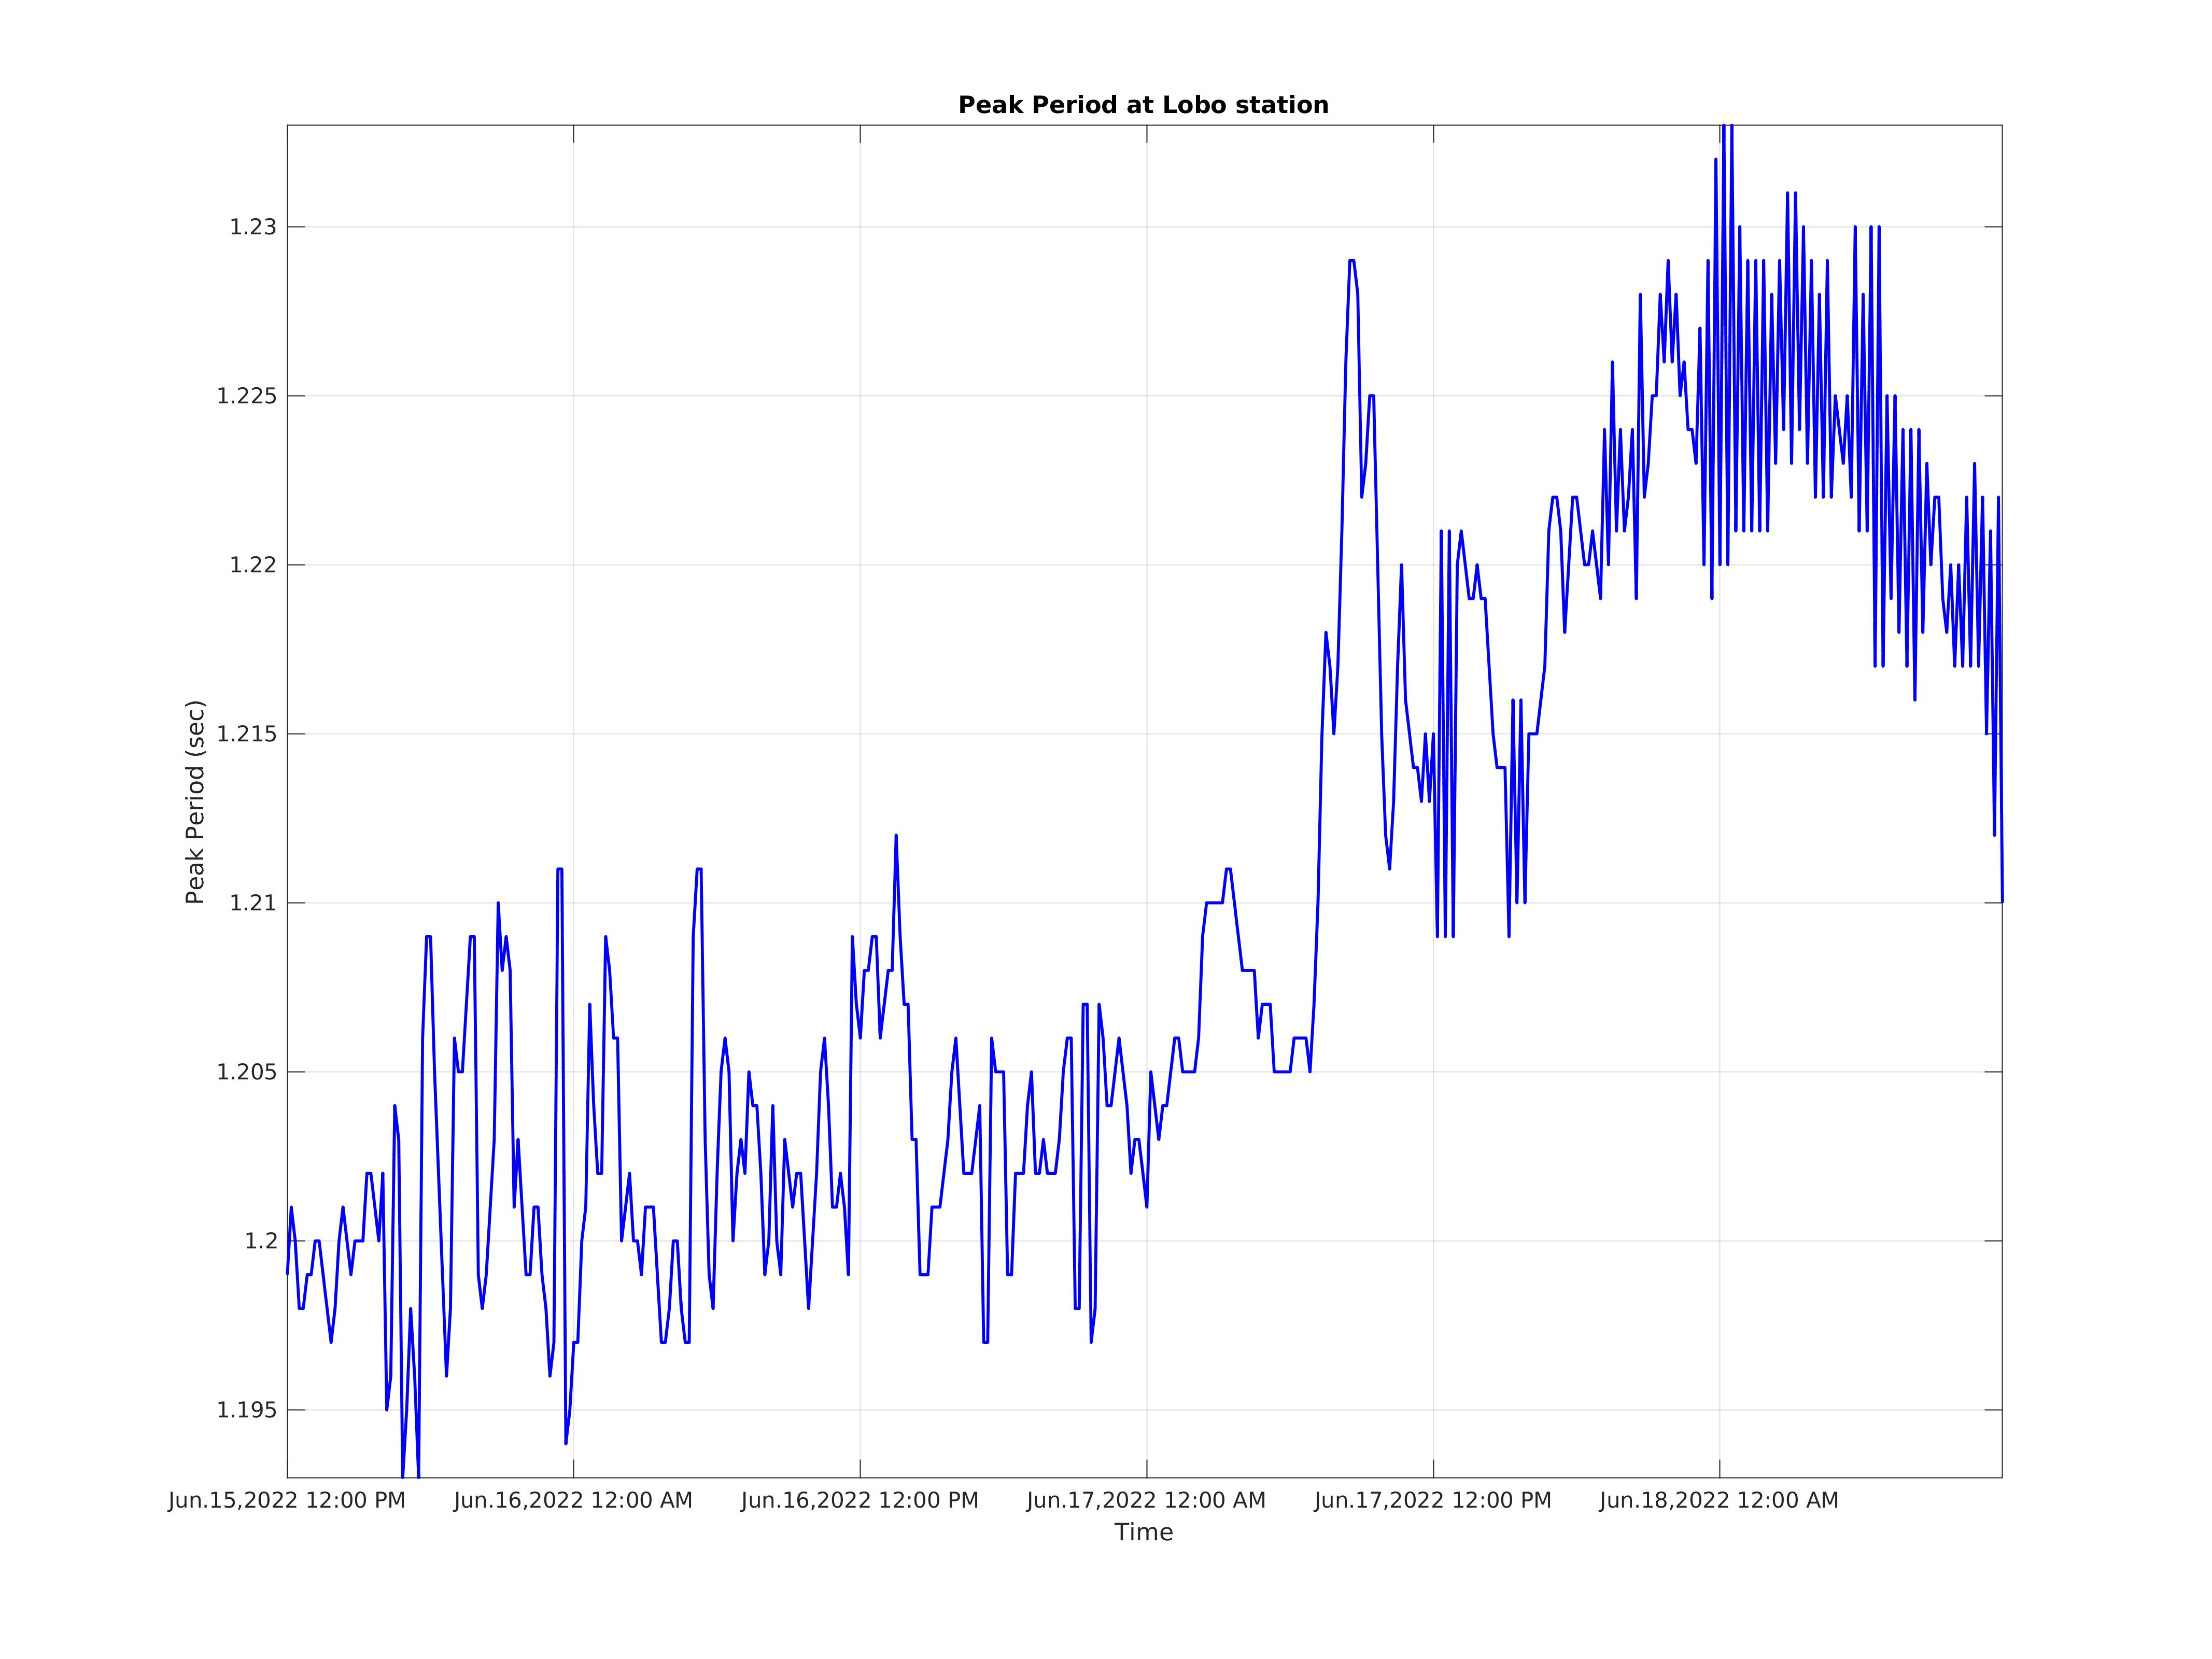 Peak Period at Lobo station
1.23
1.225
1.22
1.215
1.21
1.205
1.2
1.195
Peak Period (sec)
Jun.15,2022 12:00 PM
Jun.16,2022 12:00 AM
Jun.16,2022 12:00 PM
Jun.17,2022 12:00 AM
Jun.17,2022 12:00 PM
Jun.18,2022 12:00 AM
Time